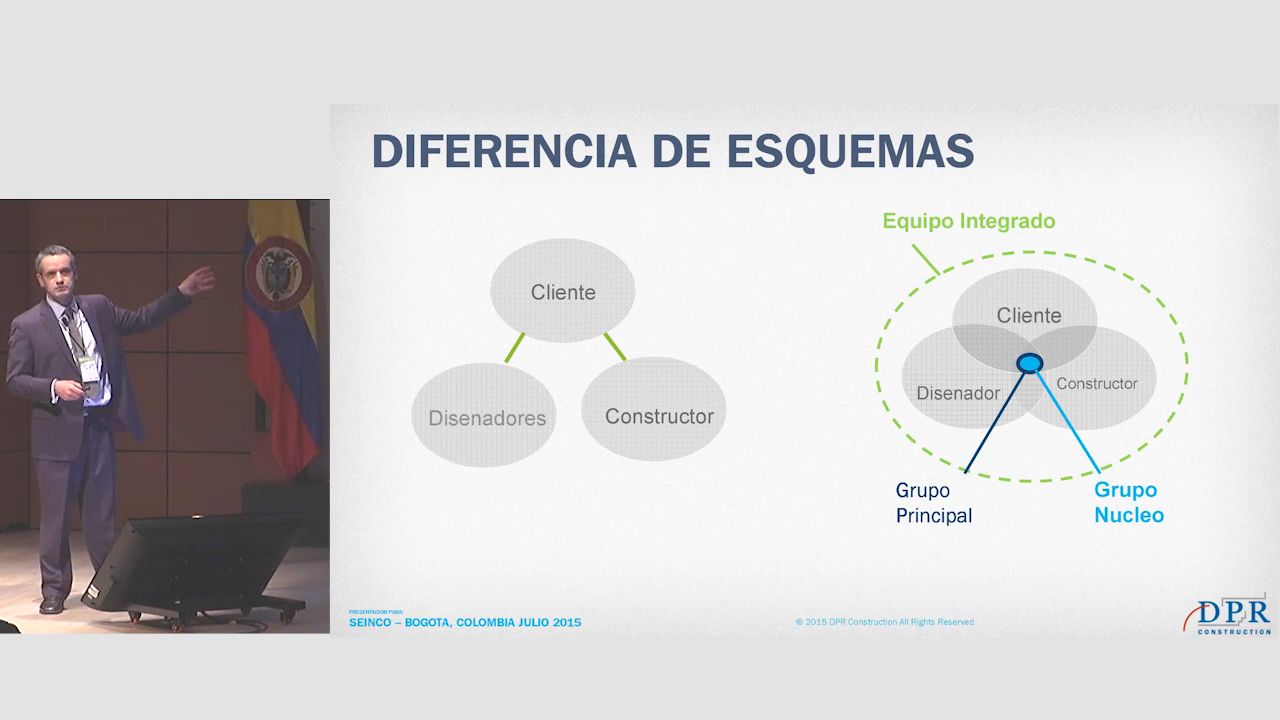 DIFERENCIA DE ESQUEMAS
Cliente
Disenadores
Constructor
Equipo Integrado
Cliente
Disenador
Constructor
Grupo
Principal
Grupo
Nucleo
PRESENTACION PARA:
SEINCO – BOGOTA, COLOMBIA JULIO 2015
© 2015 DPR Construction All Rights Reserved
DPR
CONSTRUCTION